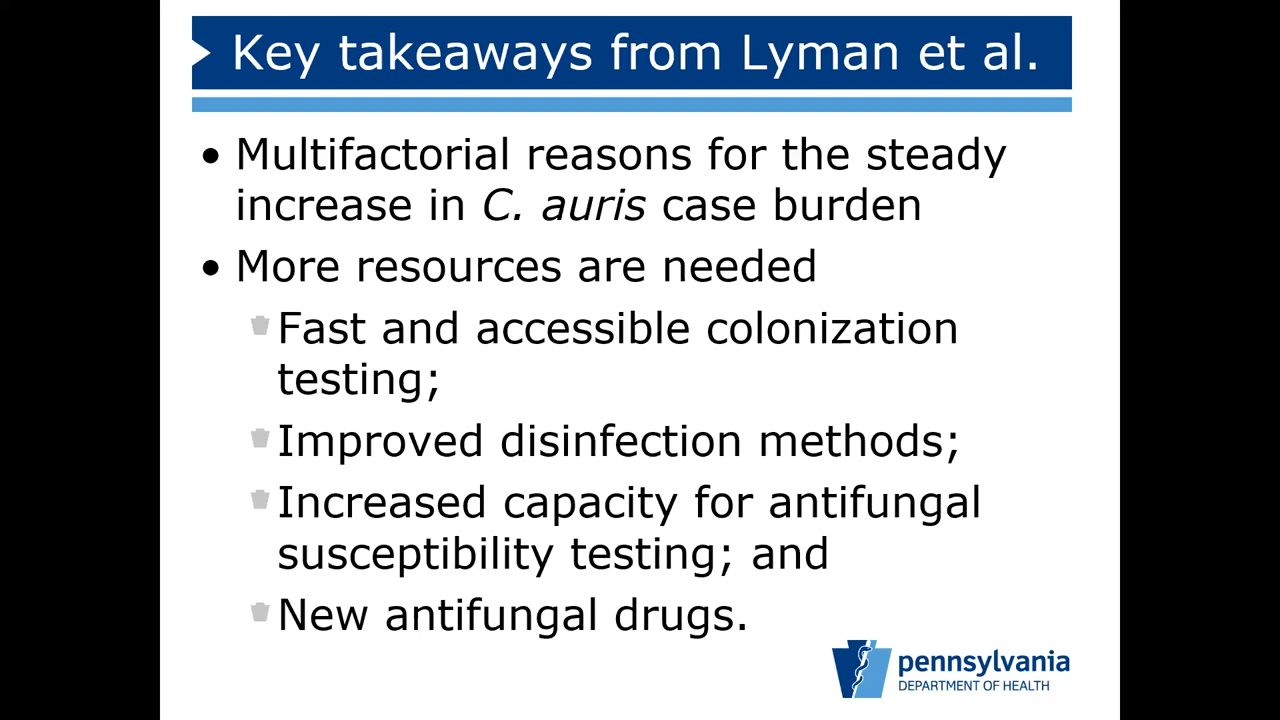 Key takeaways from Lyman et al.
• Multifactorial reasons for the steady
increase in C. auris case burden
• More resources are needed
Fast and accessible colonization
testing;
Improved disinfection methods;
Increased capacity for antifungal
susceptibility testing; and
New antifungal drugs.
pennsylvania
DEPARTMENT OF HEALTH